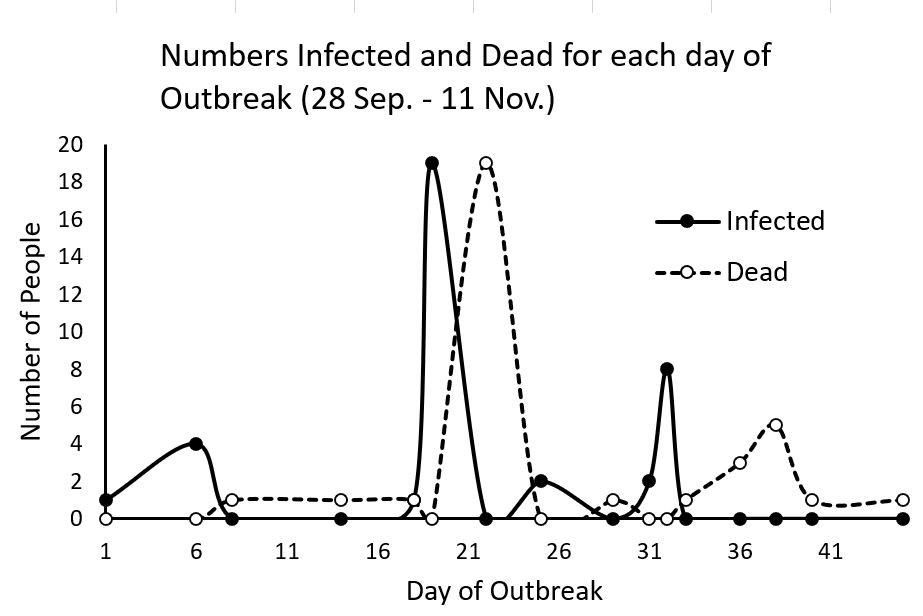 Numbers Infected and Dead for each day of
Outbreak (28 Sep. - 11 Nov.)
20
18
16
14
12
10
8
6
4
2
0
Number of People
Infected
Dead
1 6 11 16 21 26 31 36 41
Day of Outbreak